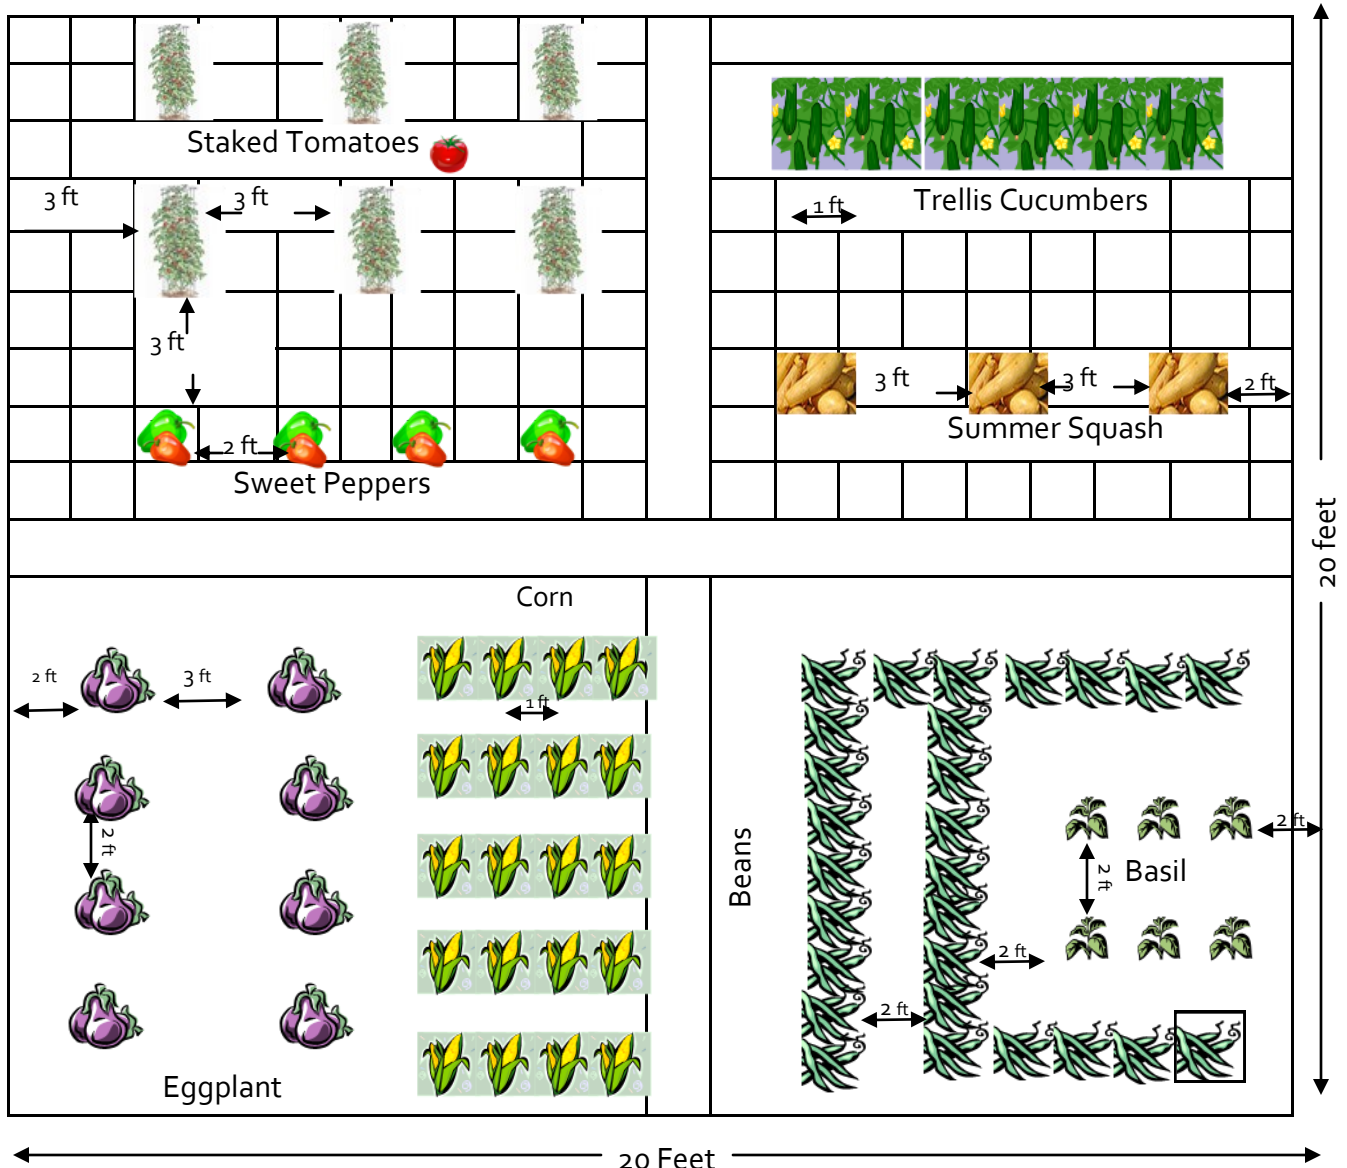 Staked Tomatoes
3 ft
3 ft
3 ft
2 ft
Sweet Peppers
Trellis Cucumbers
1 ft
3 ft
3 ft
2 ft
Summer Squash
20 feet
Corn
2 ft
3 ft
1 ft
2 ft
Eggplant
Beans
2 ft
2 ft
Basil
2 ft
2 ft
20 Feet